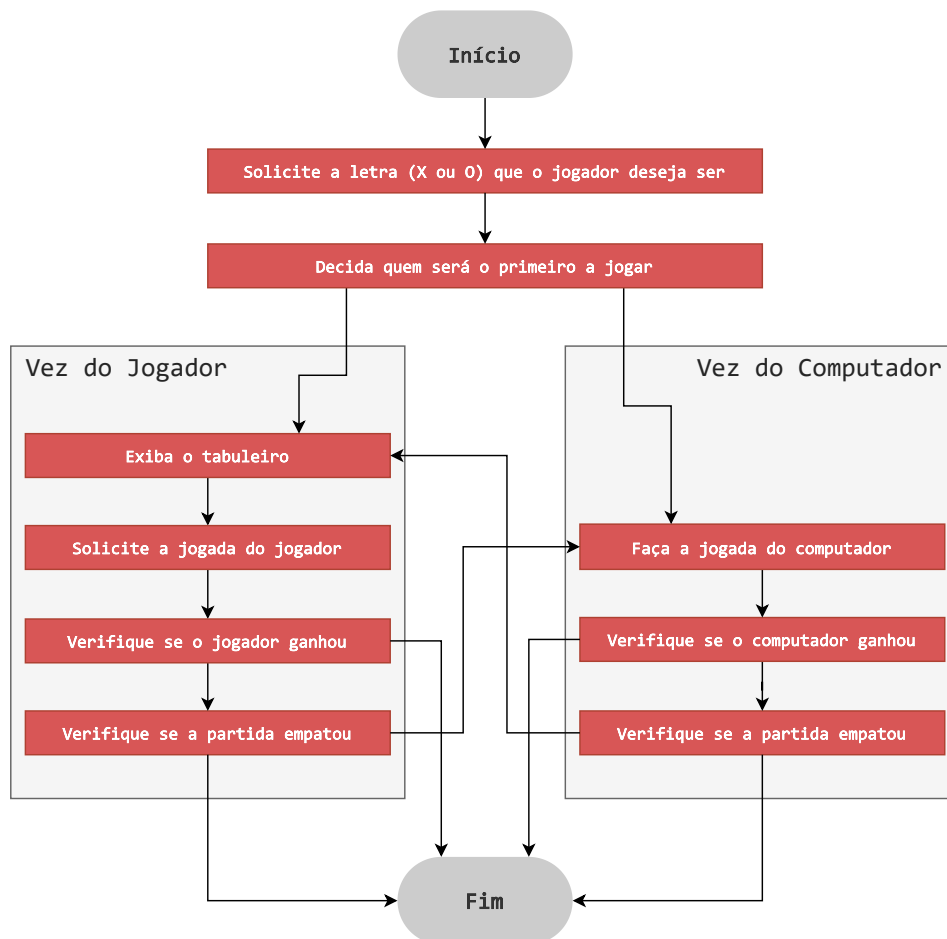 Início
Solicite a letra (X ou O) que o jogador deseja ser
Decida quem será o primeiro a jogar
Vez do Jogador
Exiba o tabuleiro
Solicite a jogada do jogador
Verifique se o jogador ganhou
Verifique se a partida empatou
Vez do Computador
Faça a jogada do computador
Verifique se o computador ganhou
Verifique se a partida empatou
Fim